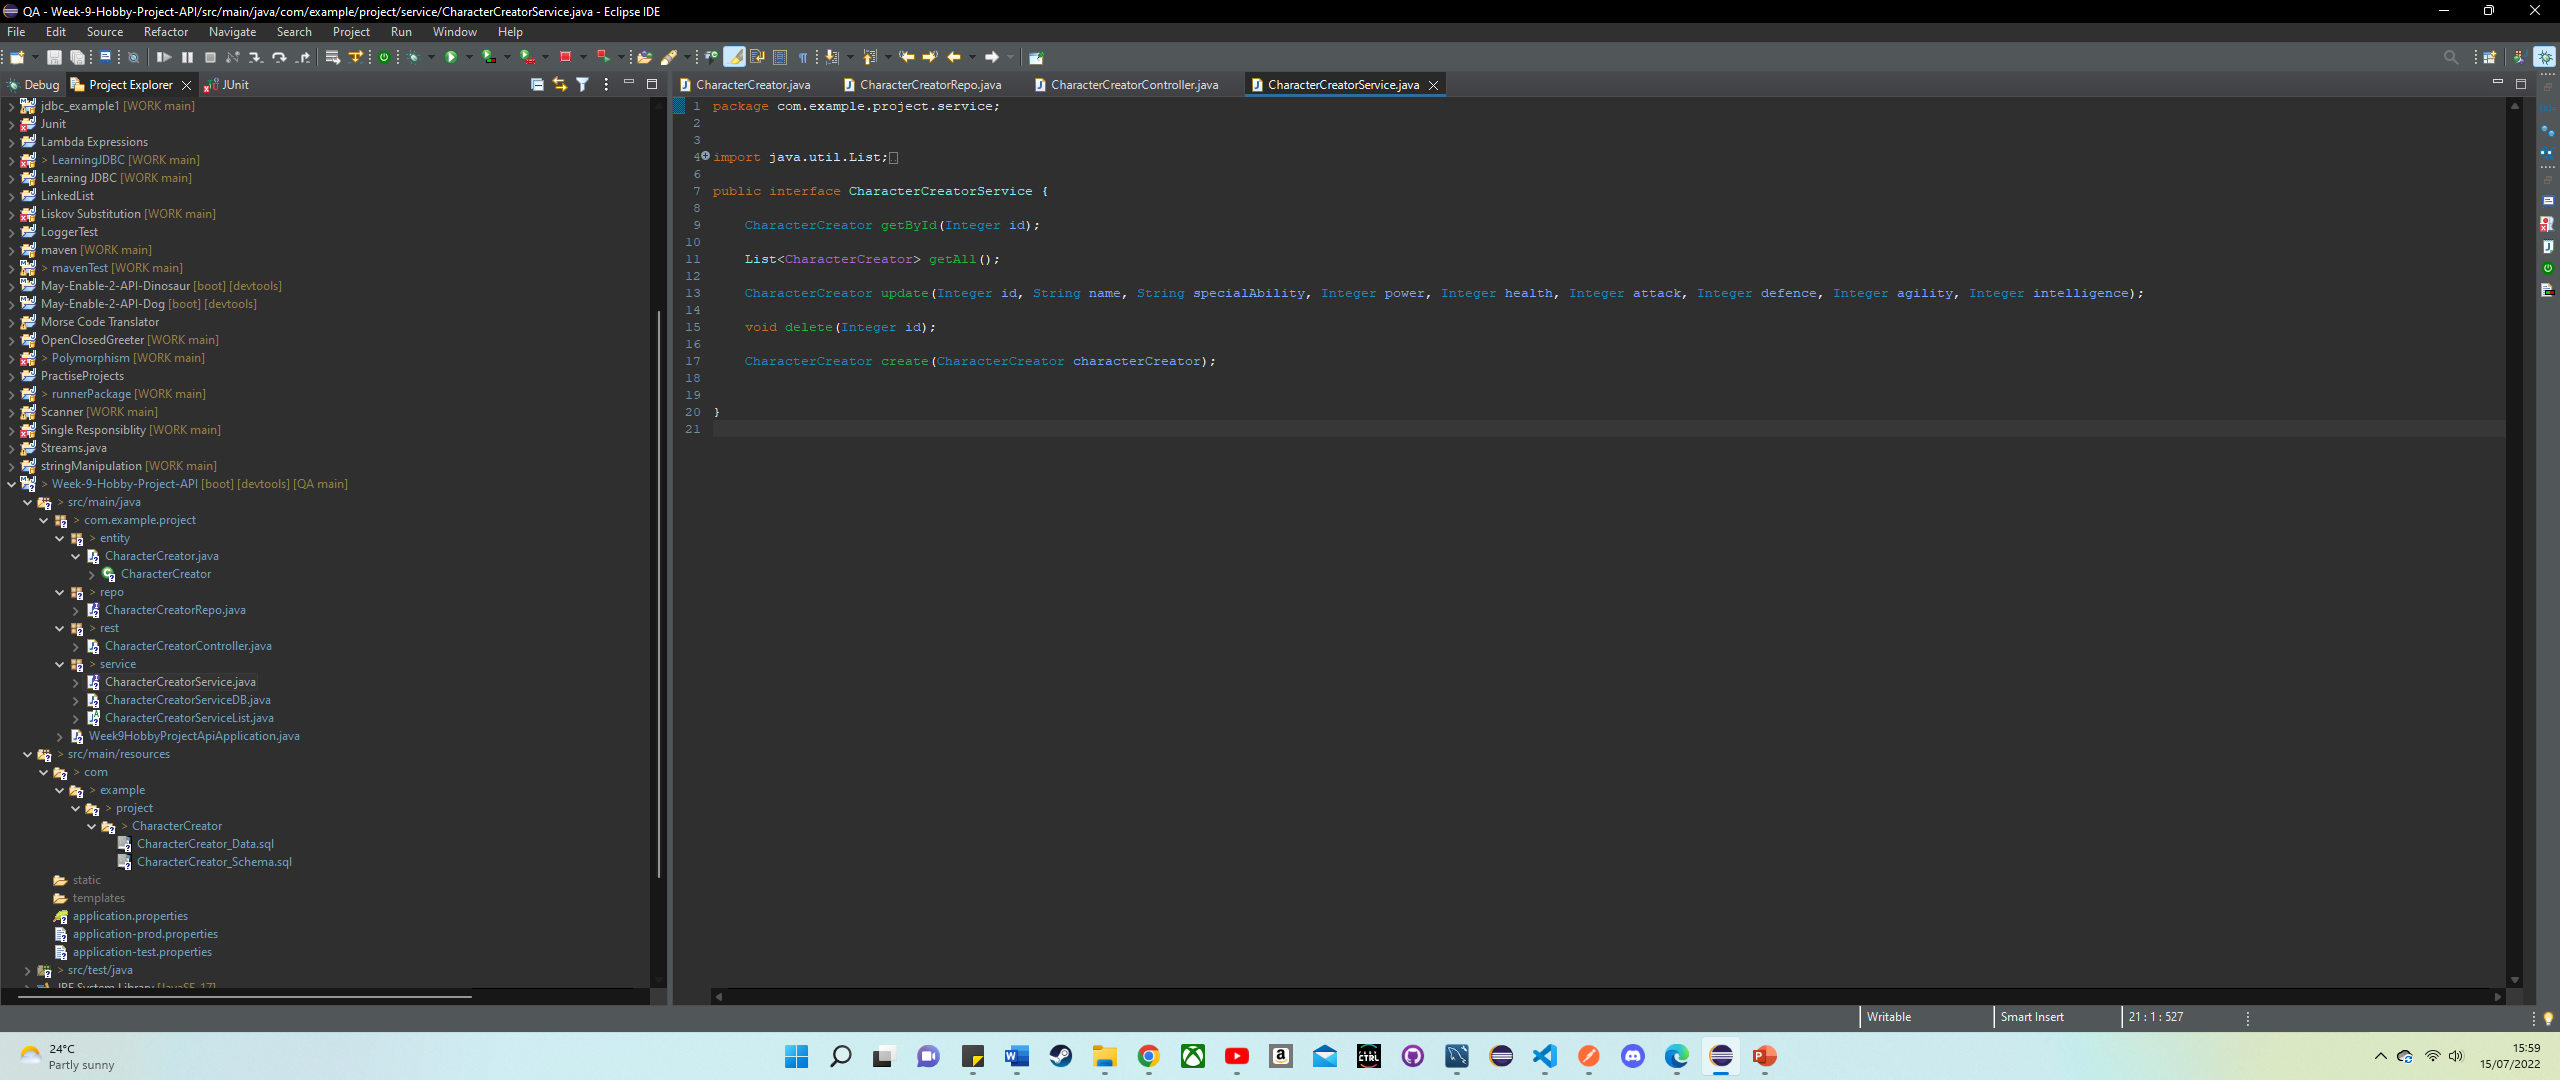 QA - Week-9-Hobby-Project-API/src/main/java/com/example/project/service/CharacterCreatorService.java - Eclipse IDE
File Edit Source Refactor Navigate Search Project Run Window Help
Debug Project Explorer JUnit
jdbc_example1 [WORK main]
Junit
Lambda Expressions
> LearningJDBC [WORK main]
Learning JDBC [WORK main]
LinkedList
Liskov Substitution [WORK main]
LoggerTest
maven [WORK main]
> mavenTest [WORK main]
May-Enable-2-API-Dinosaur [boot] [devtools]
May-Enable-2-API-Dog [boot] [devtools]
Morse Code Translator
OpenClosedGreeter [WORK main]
> Polymorphism [WORK main]
PractiseProjects
> runnerPackage [WORK main]
Scanner [WORK main]
Single Responsiblity [WORK main]
Streams.java
stringManipulation [WORK main]
> Week-9-Hobby-Project-API [boot] [devtools] [QA main]
> src/main/java
> com.example.project
> entity
CharacterCreator.java
CharacterCreator
> repo
CharacterCreatorRepo.java
> rest
CharacterCreatorController.java
> service
CharacterCreatorService.java
CharacterCreatorServiceDB.java
CharacterCreatorServiceList.java
Week9HobbyProjectApiApplication.java
> src/main/resources
> com
> example
> project
> CharacterCreator
CharacterCreator_Data.sql
CharacterCreator_Schema.sql
static
templates
application.properties
application-prod.properties
application-test.properties
> src/test/java
JRE System Library [JavaSE-17]
CharacterCreator.java CharacterCreatorRepo.java CharacterCreatorController.java CharacterCreatorService.java
1 package com.example.project.service;
2
3
4 import java.util.List;
6
7 public interface CharacterCreatorService {
8
9 CharacterCreator getById(Integer id);
10
11 List<CharacterCreator> getAll();
12
13 CharacterCreator update(Integer id, String name, String specialAbility, Integer power, Integer health, Integer attack, Integer defence, Integer agility, Integer intelligence);
14
15 void delete(Integer id);
16
17 CharacterCreator create(CharacterCreator characterCreator);
18
19
20 }
21
Writable Smart Insert 21 : 1 : 527
24°C
Partly sunny
15:59
15/07/2022